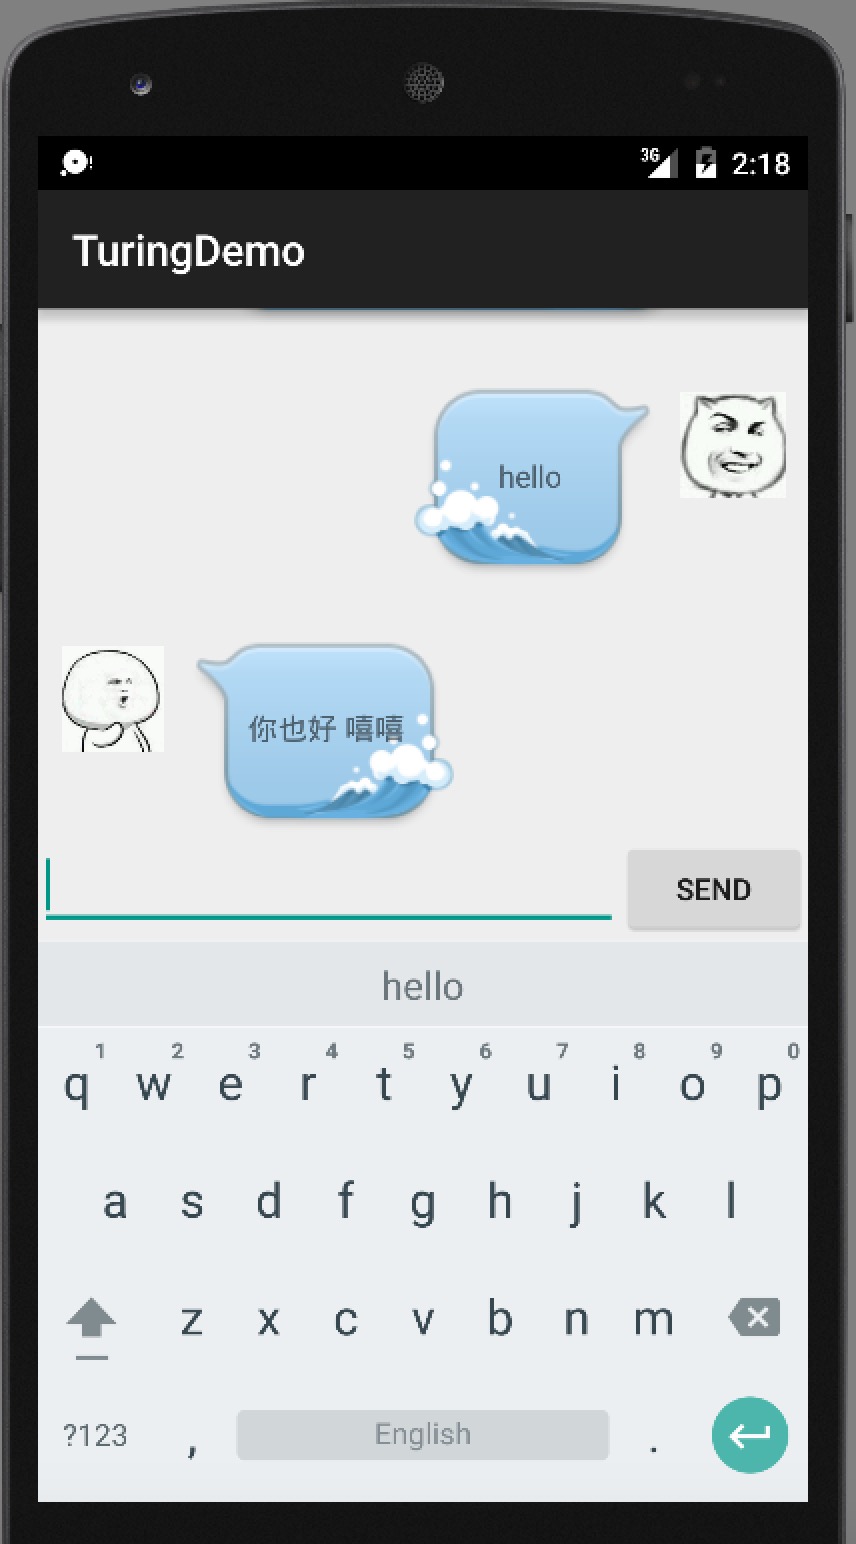 3G 2:18
TuringDemo
hello
你也好 嘻嘻
SEND
hello
1 2 3 4 5 6 7 8 9 0
q w e r t y u i o p
a s d f g h j k l
z x c v b n m
?123 , English .